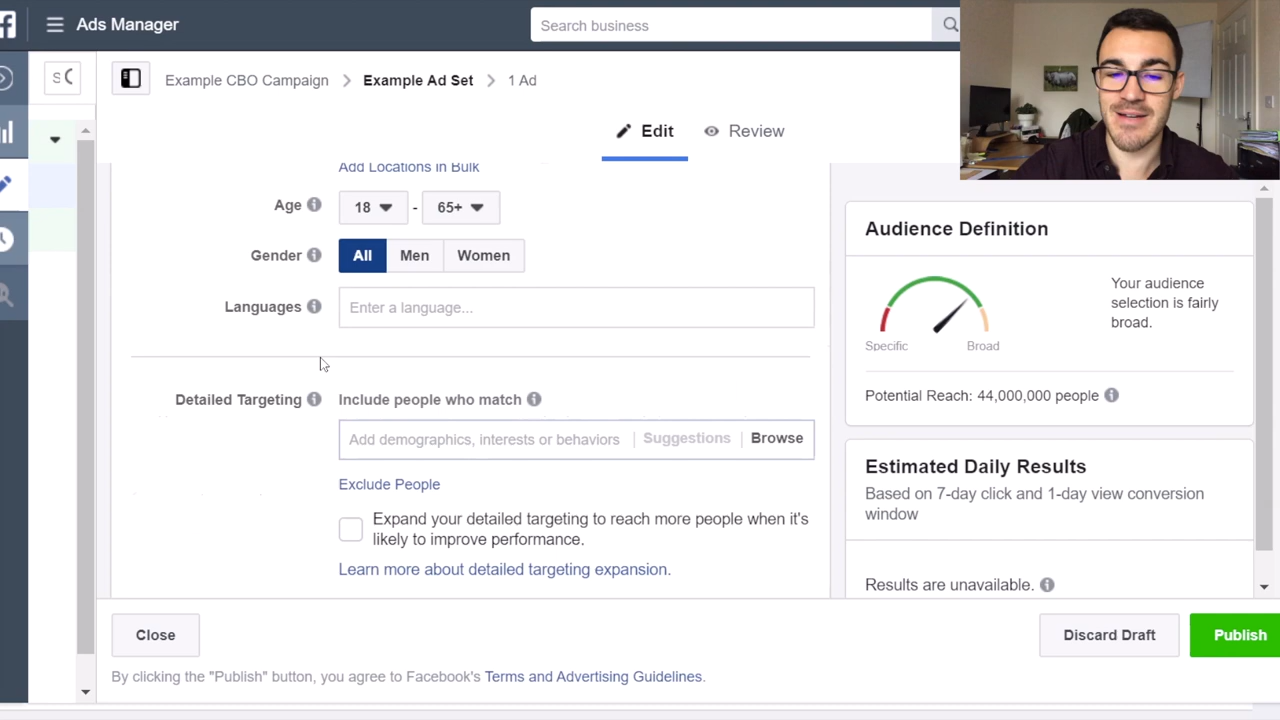 Ads Manager
Search business
Example CBO Campaign > Example Ad Set > 1 Ad
Edit
Review
Add Locations in Bulk
Age
18 - 65+
Gender
All Men Women
Languages
Enter a language...
Detailed Targeting
Include people who match
Add demographics, interests or behaviors | Suggestions | Browse
Exclude People
Expand your detailed targeting to reach more people when it's
likely to improve performance.
Learn more about detailed targeting expansion.
Audience Definition
Your audience
selection is fairly
broad.
Specific
Broad
Potential Reach: 44,000,000 people
Estimated Daily Results
Based on 7-day click and 1-day view conversion
window
Results are unavailable.
Close
Discard Draft
Publish
By clicking the "Publish" button, you agree to Facebook's Terms and Advertising Guidelines.